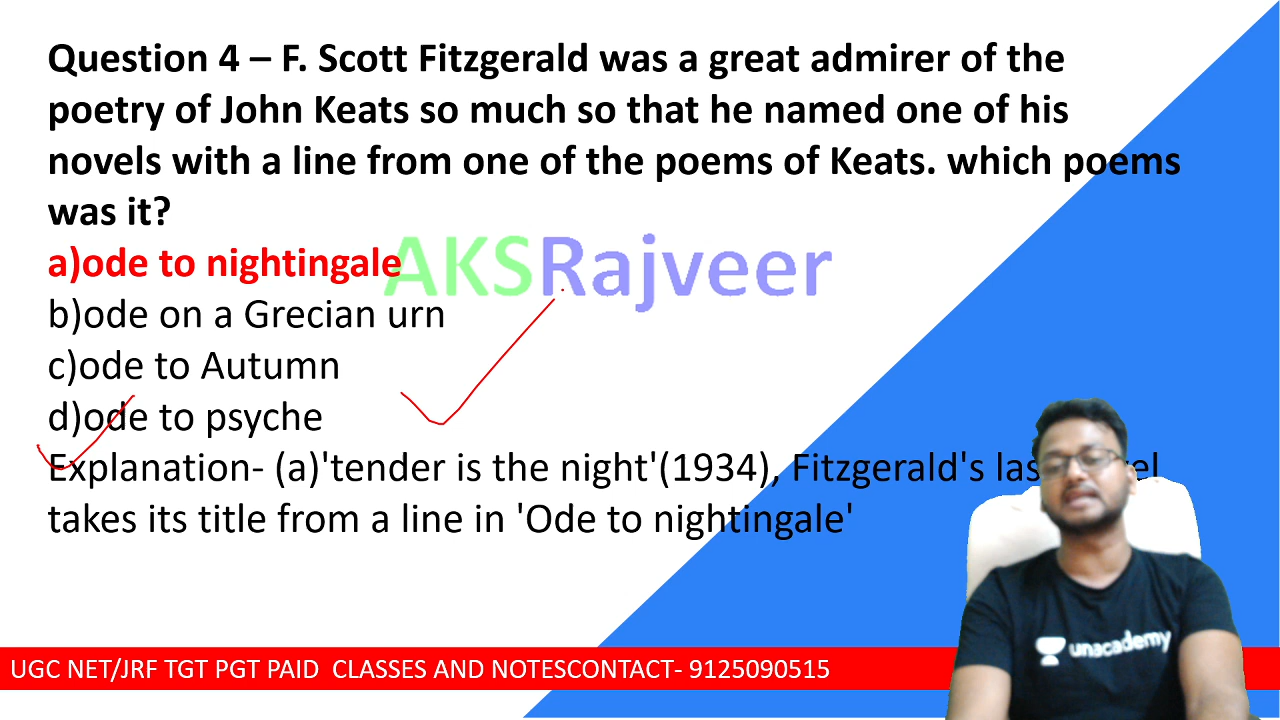 Question 4 – F. Scott Fitzgerald was a great admirer of the
poetry of John Keats so much so that he named one of his
novels with a line from one of the poems of Keats. which poems
was it?
a)ode to nightingale
AKSRajveer
b)ode on a Grecian urn
c)ode to Autumn
d)ode to psyche
Explanation- (a)'tender is the night'(1934), Fitzgerald's
takes its title from a line in 'Ode to nightingale'
unacademy
UGC NET/JRF TGT PGT PAID CLASSES AND NOTESCONTACT- 9125090515